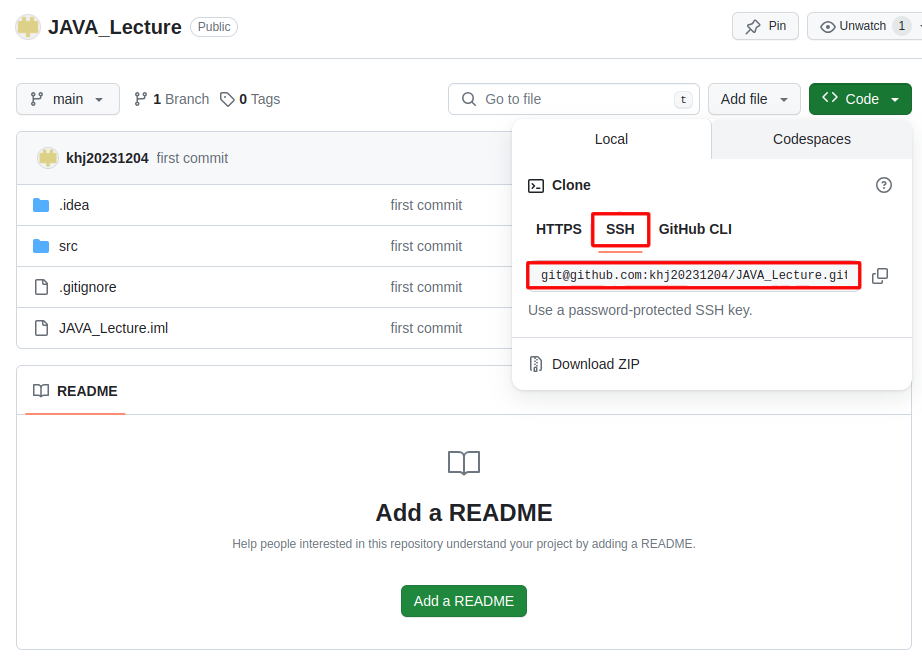 JAVA_Lecture Public Pin Unwatch 1
main 1 Branch 0 Tags Go to file t Add file Code
Local Codespaces
khj20231204 first commit
Clone
.idea first commit
HTTPS SSH GitHub CLI
src first commit
git@github.com:khj20231204/JAVA_Lecture.git
.gitignore first commit
Use a password-protected SSH key.
JAVA_Lecture.iml first commit
Download ZIP
README
Add a README
Help people interested in this repository understand your project by adding a README.
Add a README